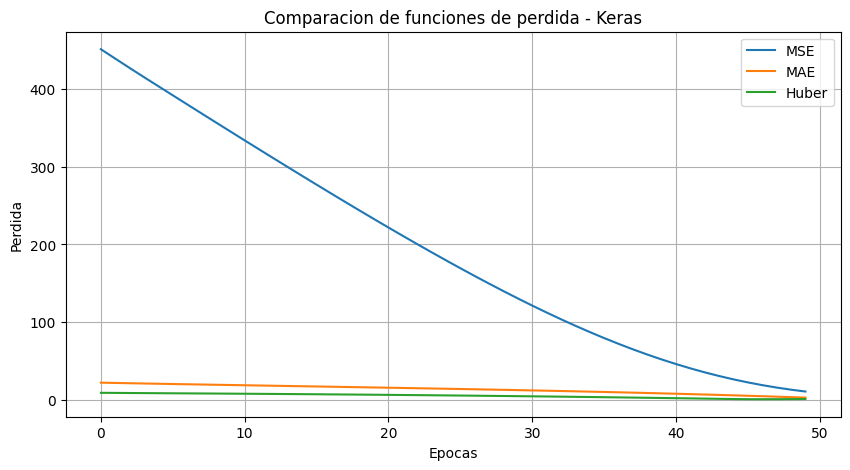 Comparacion de funciones de perdida - Keras
MSE
MAE
Huber
400
300
200
100
0
Perdida
0 10 20 30 40 50
Epocas